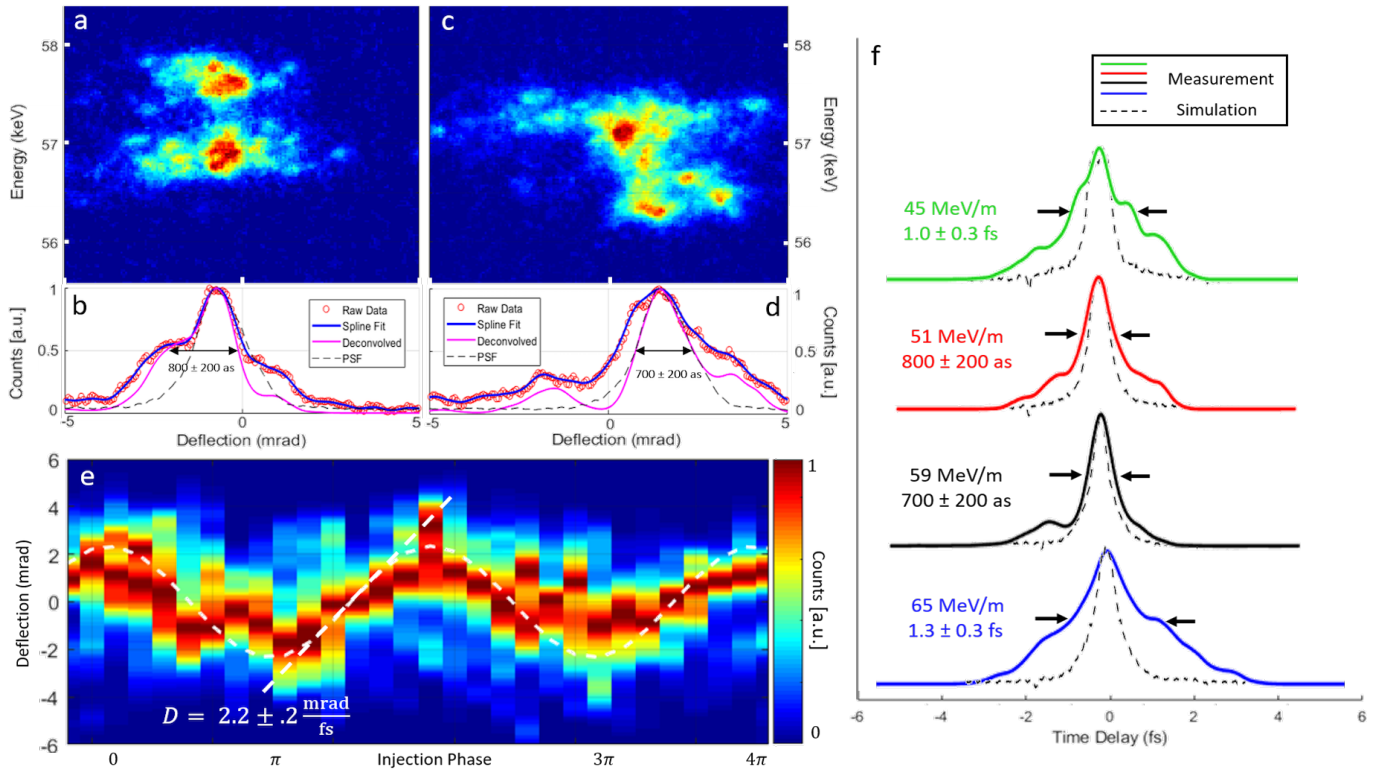 a
58
57
56
Energy (keV)
c
58
57
56
Energy (keV)
b
1
0.5
0
Counts [a.u.]
Raw Data
Spline Fit
Deconvolved
PSF
800 ± 200 as
-5
0
5
Deflection (mrad)
d
Raw Data
Spline Fit
Deconvolved
PSF
700 ± 200 as
1
0.5
0
Counts [a.u.]
-5
0
5
Deflection (mrad)
e
6
4
2
0
-2
-4
-6
Deflection (mrad)
D = 2.2 ± .2 mrad/fs
0
π
Injection Phase
3π
4π
1
0
Counts [a.u.]
f
Measurement
Simulation
45 MeV/m
1.0 ± 0.3 fs
51 MeV/m
800 ± 200 as
59 MeV/m
700 ± 200 as
65 MeV/m
1.3 ± 0.3 fs
-6
-4
-2
0
2
4
6
Time Delay (fs)